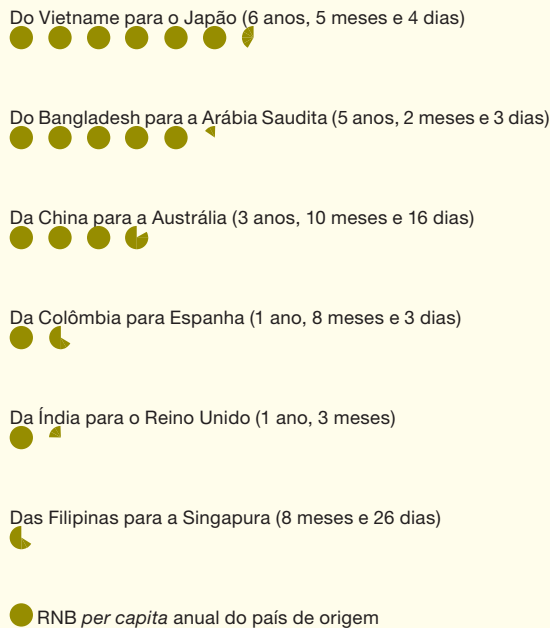 Do Vietname para o Japão (6 anos, 5 meses e 4 dias)
Do Bangladesh para a Arábia Saudita (5 anos, 2 meses e 3 dias)
Da China para a Austrália (3 anos, 10 meses e 16 dias)
Da Colômbia para Espanha (1 ano, 8 meses e 3 dias)
Da Índia para o Reino Unido (1 ano, 3 meses)
Das Filipinas para a Singapura (8 meses e 26 dias)
RNB per capita anual do país de origem